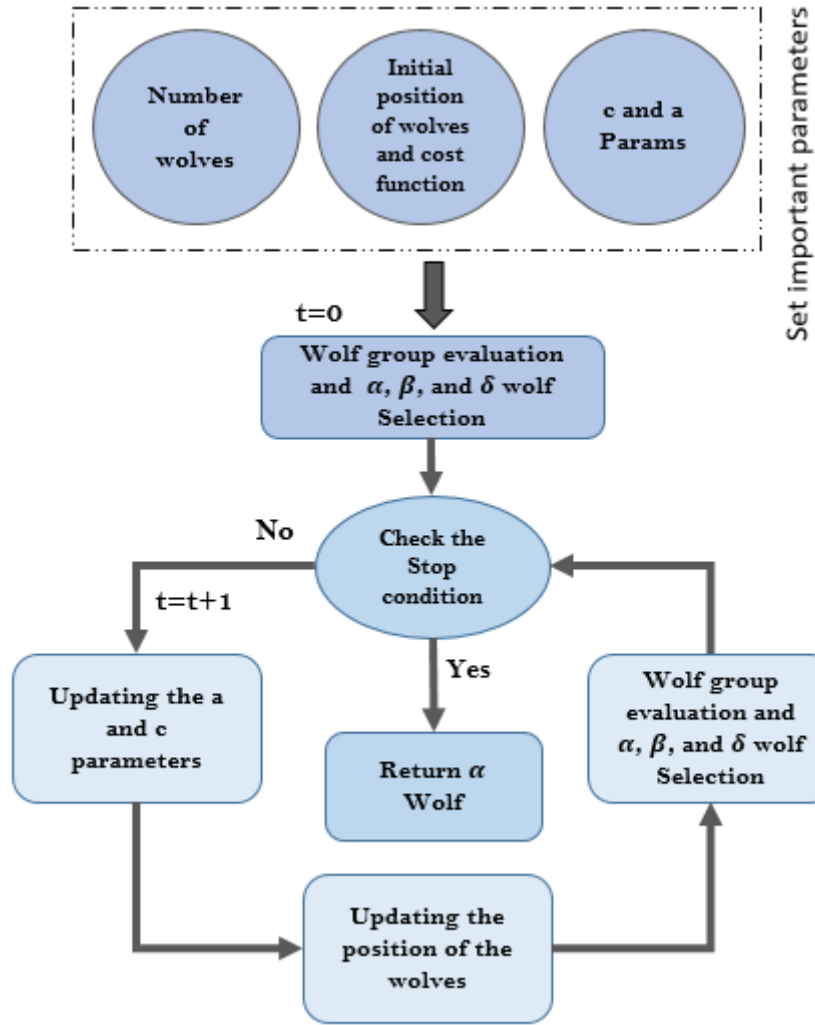 Number
of
wolves
Initial
position
of wolves
and cost
function
c and a
Params
Set important parameters
t=0
Wolf group evaluation
and α, β, and δ wolf
Selection
No
Check the
Stop
condition
t=t+1
Yes
Updating the a
and c
parameters
Return α
Wolf
Wolf group
evaluation and
α, β, and δ wolf
Selection
Updating the
position of the
wolves